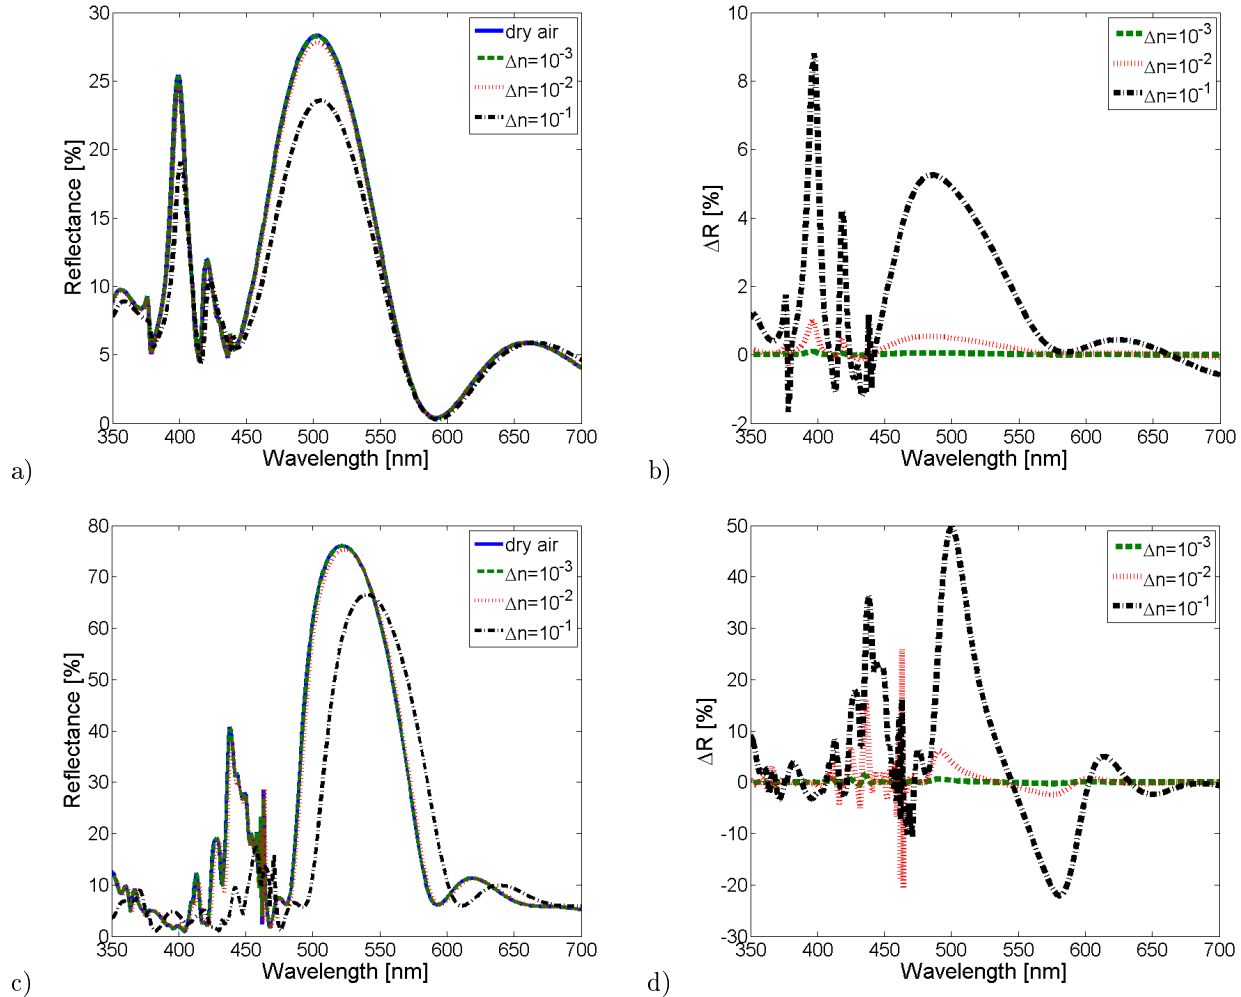 30
25
20
15
10
5
0
350 400 450 500 550 600 650 700
Reflectance [%]
Wavelength [nm]
dry air
Δn=10⁻³
Δn=10⁻²
Δn=10⁻¹
a)
10
8
6
4
2
0
-2
350 400 450 500 550 600 650 700
ΔR [%]
Wavelength [nm]
Δn=10⁻³
Δn=10⁻²
Δn=10⁻¹
b)
80
70
60
50
40
30
20
10
0
350 400 450 500 550 600 650 700
Reflectance [%]
Wavelength [nm]
dry air
Δn=10⁻³
Δn=10⁻²
Δn=10⁻¹
c)
50
40
30
20
10
0
-10
-20
-30
350 400 450 500 550 600 650 700
ΔR [%]
Wavelength [nm]
Δn=10⁻³
Δn=10⁻²
Δn=10⁻¹
d)